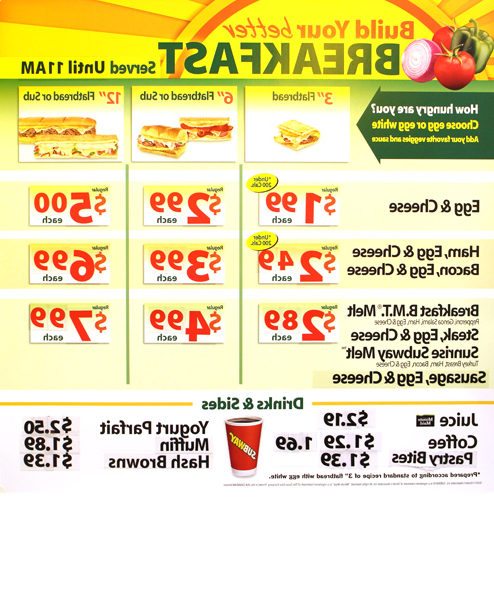 Build Your better
BREAKFAST Served Until 11AM
How hungry are you?
Choose egg or egg white
Add your favorite veggies and sauce
3" Flatbread
6" Flatbread or Sub
12" Flatbread or Sub
Egg & Cheese
*Under 200 Cals
$1.99 each
Regular $2.99 each
Regular $5.00 each
Ham, Egg & Cheese
Bacon, Egg & Cheese
*Under 200 Cals
$2.49 each
Regular $3.99 each
Regular $6.99 each
Breakfast B.M.T.® Melt
Pepperoni, Genoa Salami, Ham, Egg & Cheese
Steak, Egg & Cheese
Sunrise Subway Melt™
Turkey Breast, Ham, Bacon, Egg & Cheese
Sausage, Egg & Cheese
Regular $2.89 each
Regular $4.99 each
Regular $7.99 each
Drinks & Sides
Juice Minute Maid $2.19
Coffee $1.29 1.69
Pastry Bites $1.39
SUBWAY
Yogurt Parfait $2.50
Muffin $1.89
Hash Browns $1.39
*Prepared according to standard recipe of 3" flatbread with egg white.